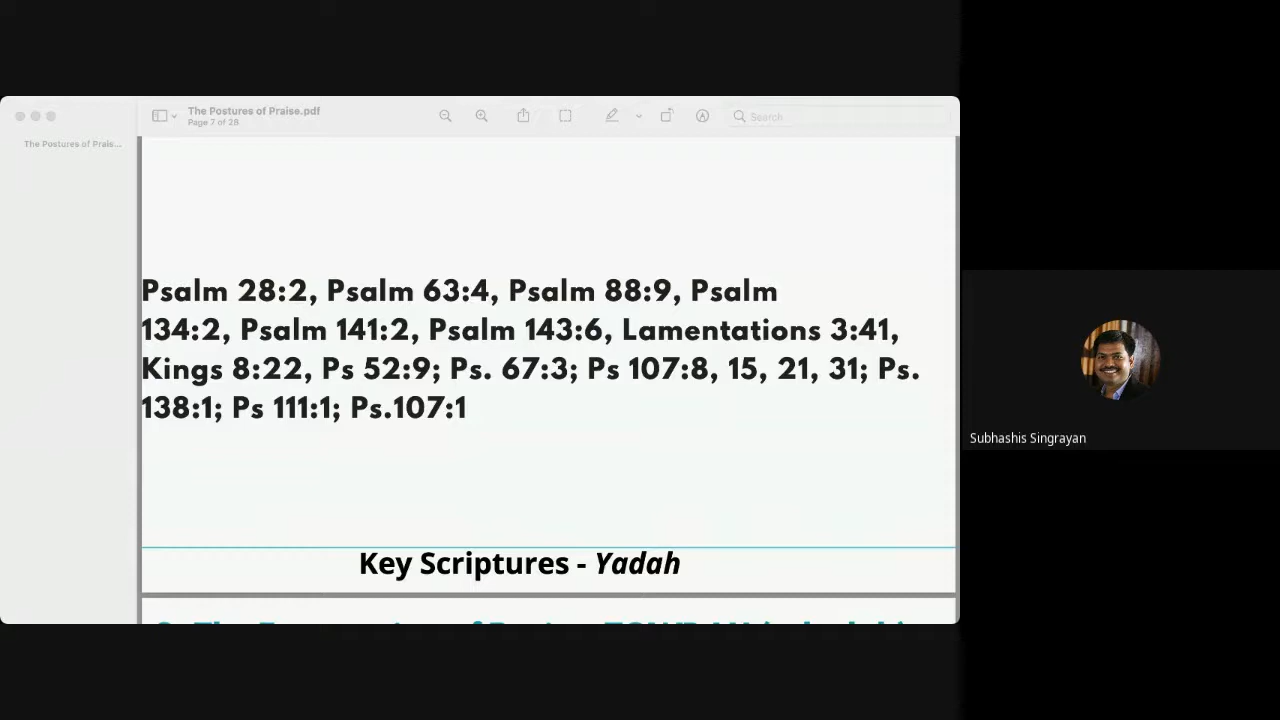 The Postures of Praise.pdf
Page 7 of 28
Search
The Postures of Prais...
Psalm 28:2, Psalm 63:4, Psalm 88:9, Psalm
134:2, Psalm 141:2, Psalm 143:6, Lamentations 3:41,
Kings 8:22, Ps 52:9; Ps. 67:3; Ps 107:8, 15, 21, 31; Ps.
138:1; Ps 111:1; Ps.107:1
Key Scriptures - Yadah
Subhashis Singrayan